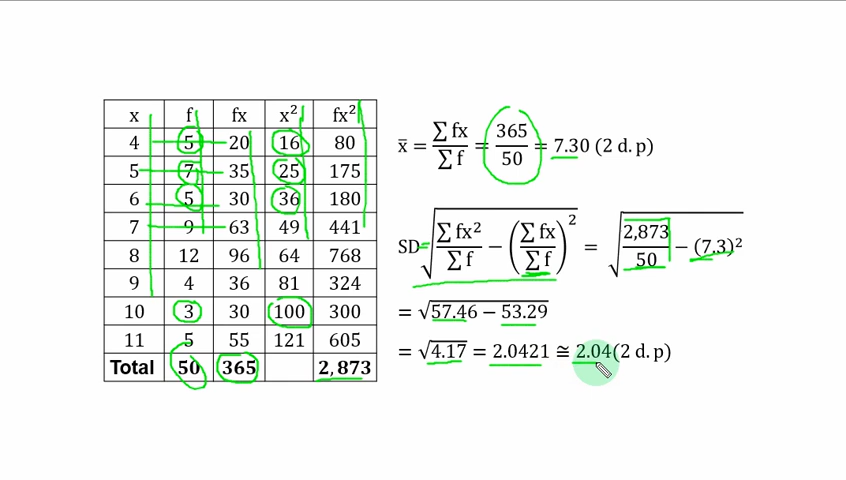 x f fx x² fx²
4 5 20 16 80
5 7 35 25 175
6 5 30 36 180
7 9 63 49 441
8 12 96 64 768
9 4 36 81 324
10 3 30 100 300
11 5 55 121 605
Total 50 365 2,873
x̄ = ∑ fx / ∑ f = 365 / 50 = 7.30 (2 d. p)
SD = √(∑ fx² / ∑ f − (∑ fx / ∑ f)²) = √(2,873 / 50 − (7.3)²)
= √57.46 − 53.29
= √4.17 = 2.0421 ≅ 2.04(2 d. p)